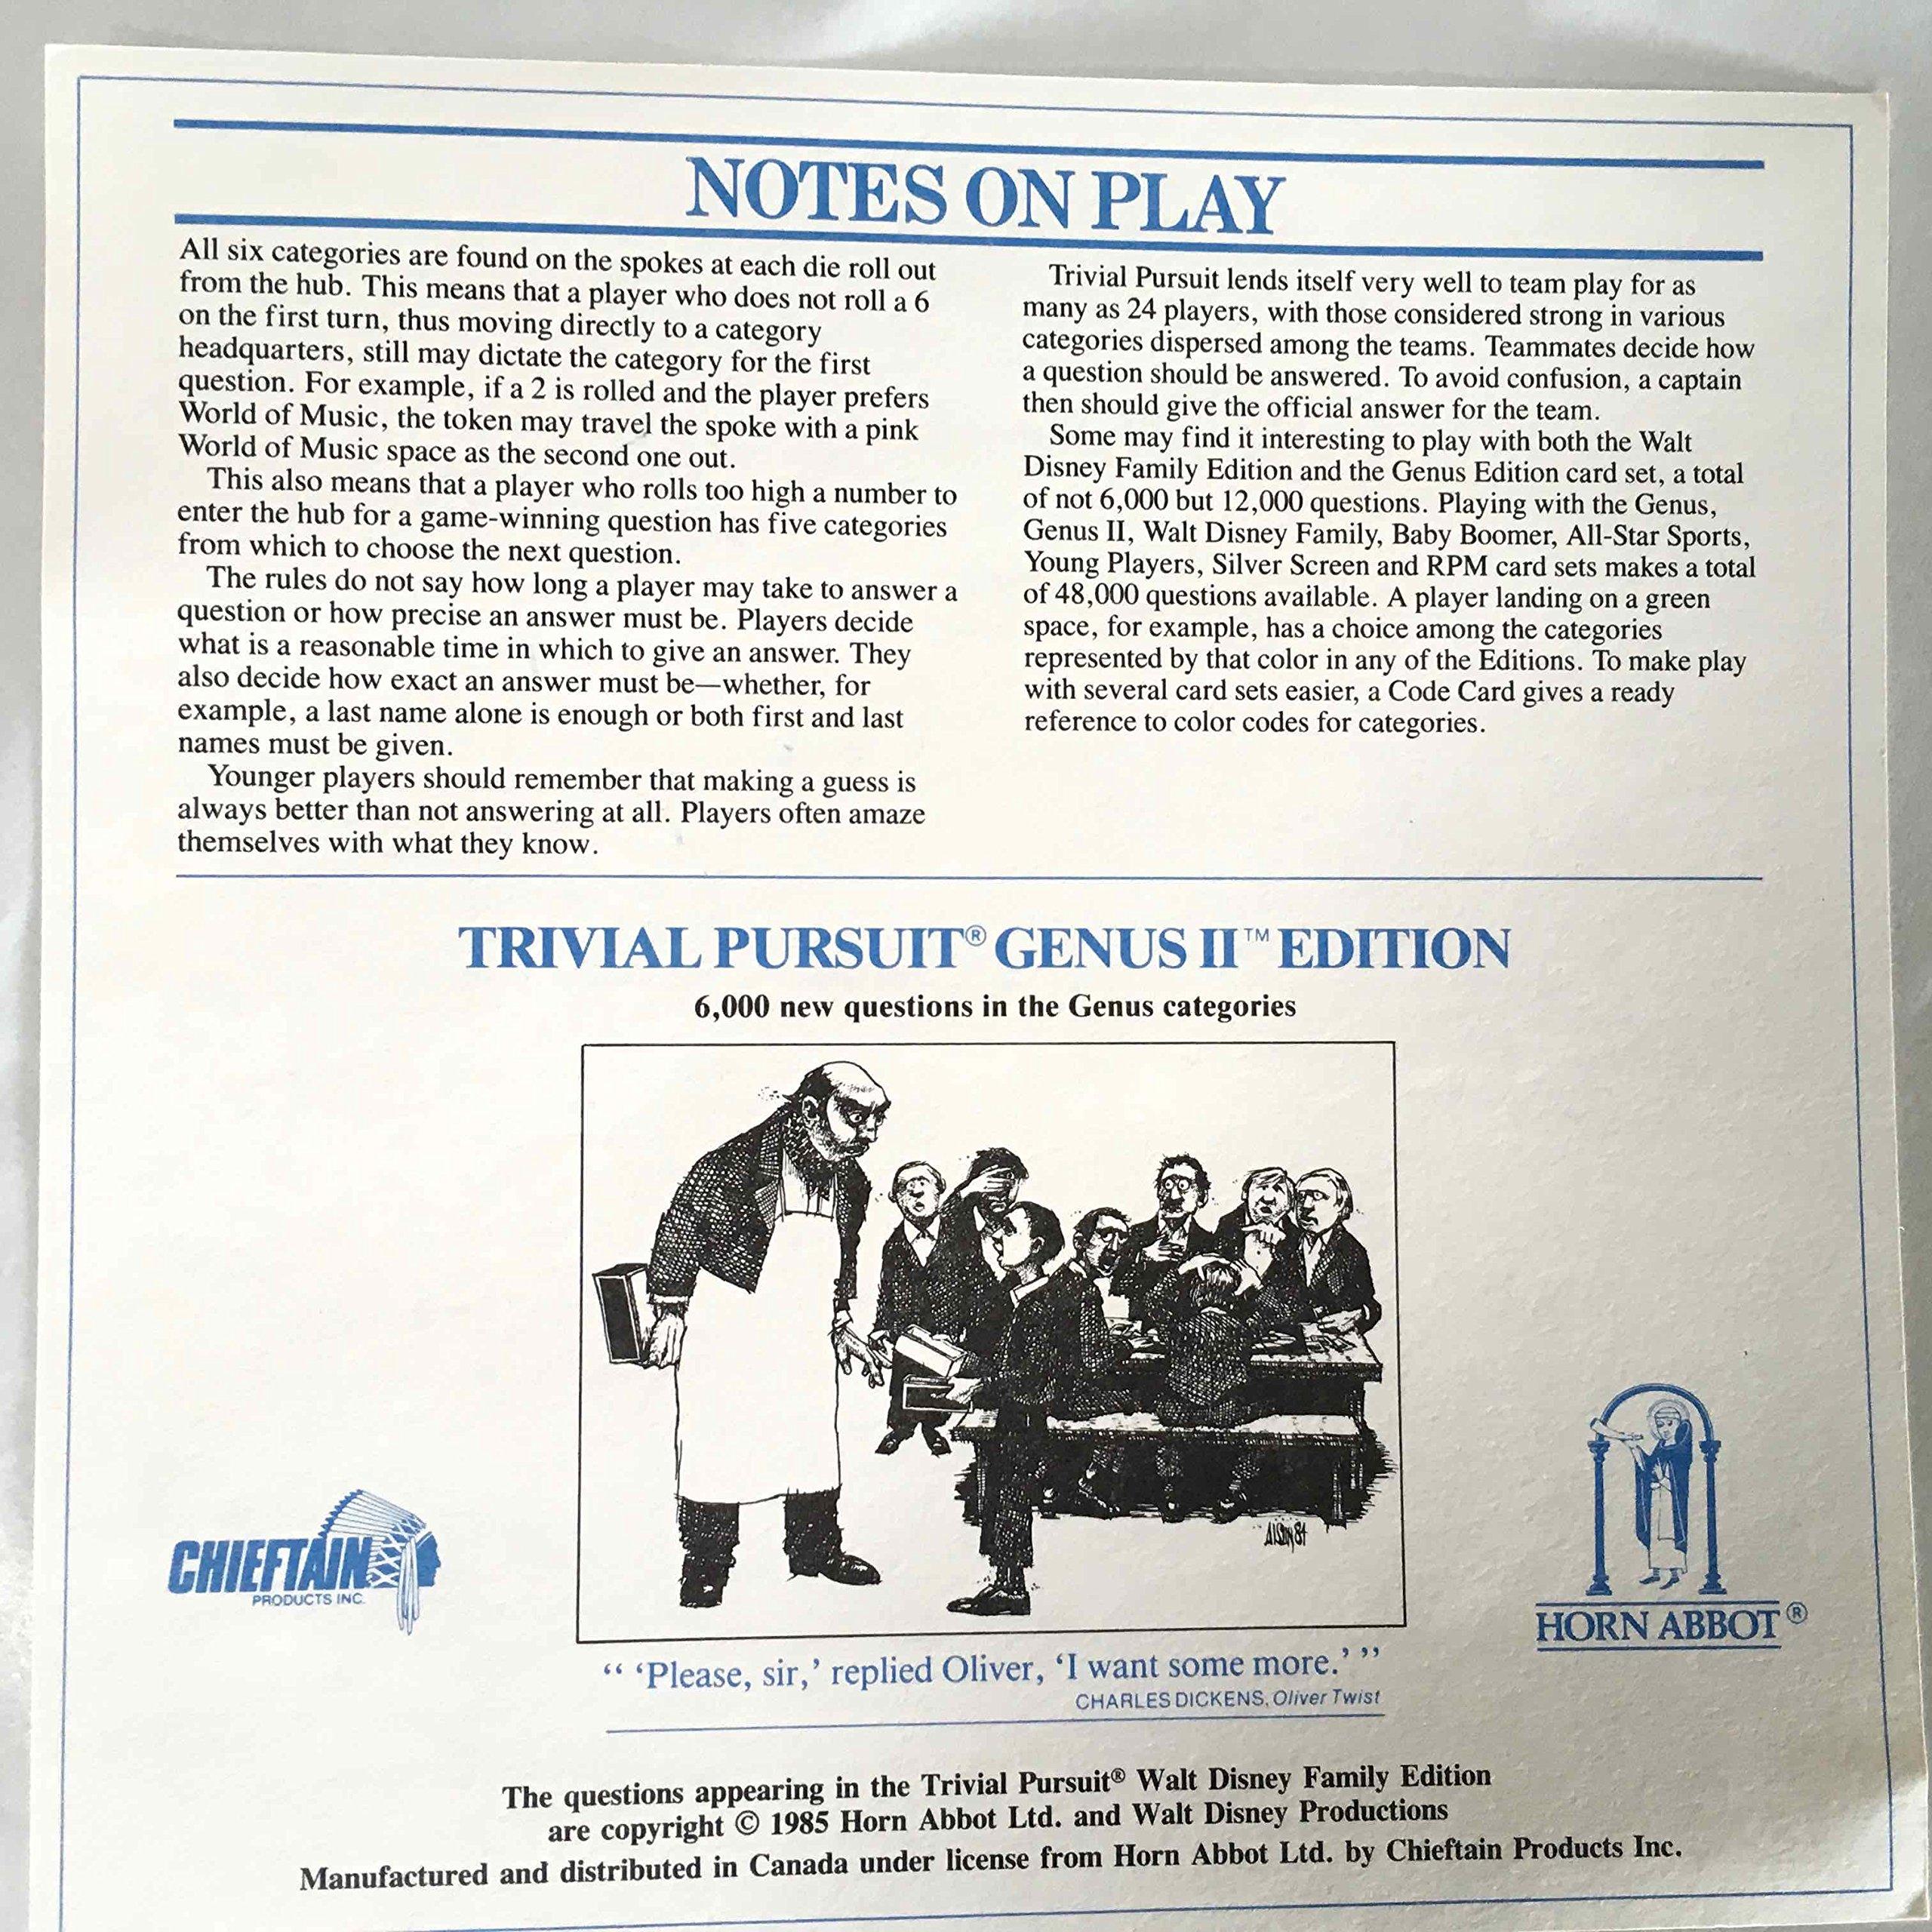 NOTES ON PLAY
All six categories are found on the spokes at each die roll out
from the hub. This means that a player who does not roll a 6
on the first turn, thus moving directly to a category
headquarters, still may dictate the category for the first
question. For example, if a 2 is rolled and the player prefers
World of Music, the token may travel the spoke with a pink
World of Music space as the second one out.
This also means that a player who rolls too high a number to
enter the hub for a game-winning question has five categories
from which to choose the next question.
The rules do not say how long a player may take to answer a
question or how precise an answer must be. Players decide
what is a reasonable time in which to give an answer. They
also decide how exact an answer must be—whether, for
example, a last name alone is enough or both first and last
names must be given.
Younger players should remember that making a guess is
always better than not answering at all. Players often amaze
themselves with what they know.
Trivial Pursuit lends itself very well to team play for as
many as 24 players, with those considered strong in various
categories dispersed among the teams. Teammates decide how
a question should be answered. To avoid confusion, a captain
then should give the official answer for the team.
Some may find it interesting to play with both the Walt
Disney Family Edition and the Genus Edition card set, a total
of not 6,000 but 12,000 questions. Playing with the Genus,
Genus II, Walt Disney Family, Baby Boomer, All-Star Sports,
Young Players, Silver Screen and RPM card sets makes a total
of 48,000 questions available. A player landing on a green
space, for example, has a choice among the categories
represented by that color in any of the Editions. To make play
with several card sets easier, a Code Card gives a ready
reference to color codes for categories.
TRIVIAL PURSUIT® GENUS II™ EDITION
6,000 new questions in the Genus categories
CHIEFTAIN
PRODUCTS INC.
HORN ABBOT®
“ ‘Please, sir,’ replied Oliver, ‘I want some more.’ ”
CHARLES DICKENS, Oliver Twist
The questions appearing in the Trivial Pursuit® Walt Disney Family Edition
are copyright © 1985 Horn Abbot Ltd. and Walt Disney Productions
Manufactured and distributed in Canada under license from Horn Abbot Ltd. by Chieftain Products Inc.